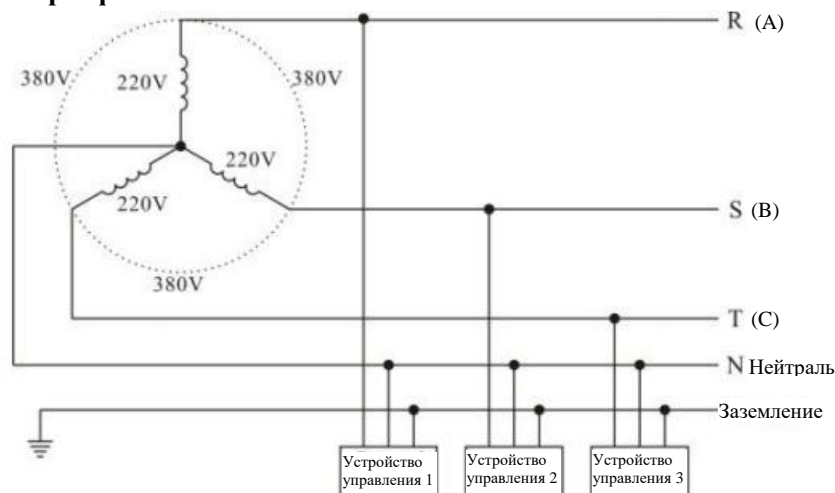 R (A)
380V
220V
380V
220V
220V
S (B)
380V
T (C)
N Нейтраль
Заземление
Устройство
управления 1
Устройство
управления 2
Устройство
управления 3